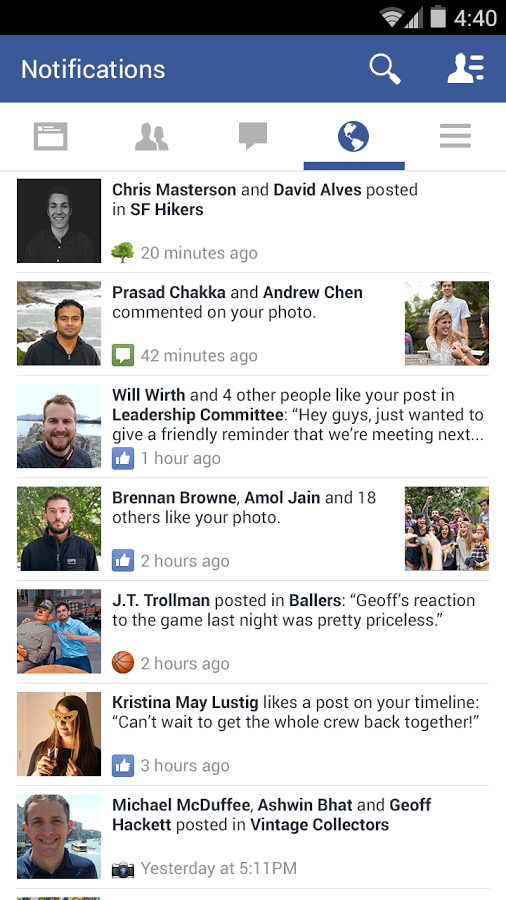 4:40
Notifications
Chris Masterson and David Alves posted
in SF Hikers
20 minutes ago
Prasad Chakka and Andrew Chen
commented on your photo.
42 minutes ago
Will Wirth and 4 other people like your post in
Leadership Committee: “Hey guys, just wanted to
give a friendly reminder that we’re meeting next...
1 hour ago
Brennan Browne, Amol Jain and 18
others like your photo.
2 hours ago
J.T. Trollman posted in Ballers: “Geoff’s reaction
to the game last night was pretty priceless.”
2 hours ago
Kristina May Lustig likes a post on your timeline:
“Can’t wait to get the whole crew back together!”
3 hours ago
Michael McDuffee, Ashwin Bhat and Geoff
Hackett posted in Vintage Collectors
Yesterday at 5:11PM